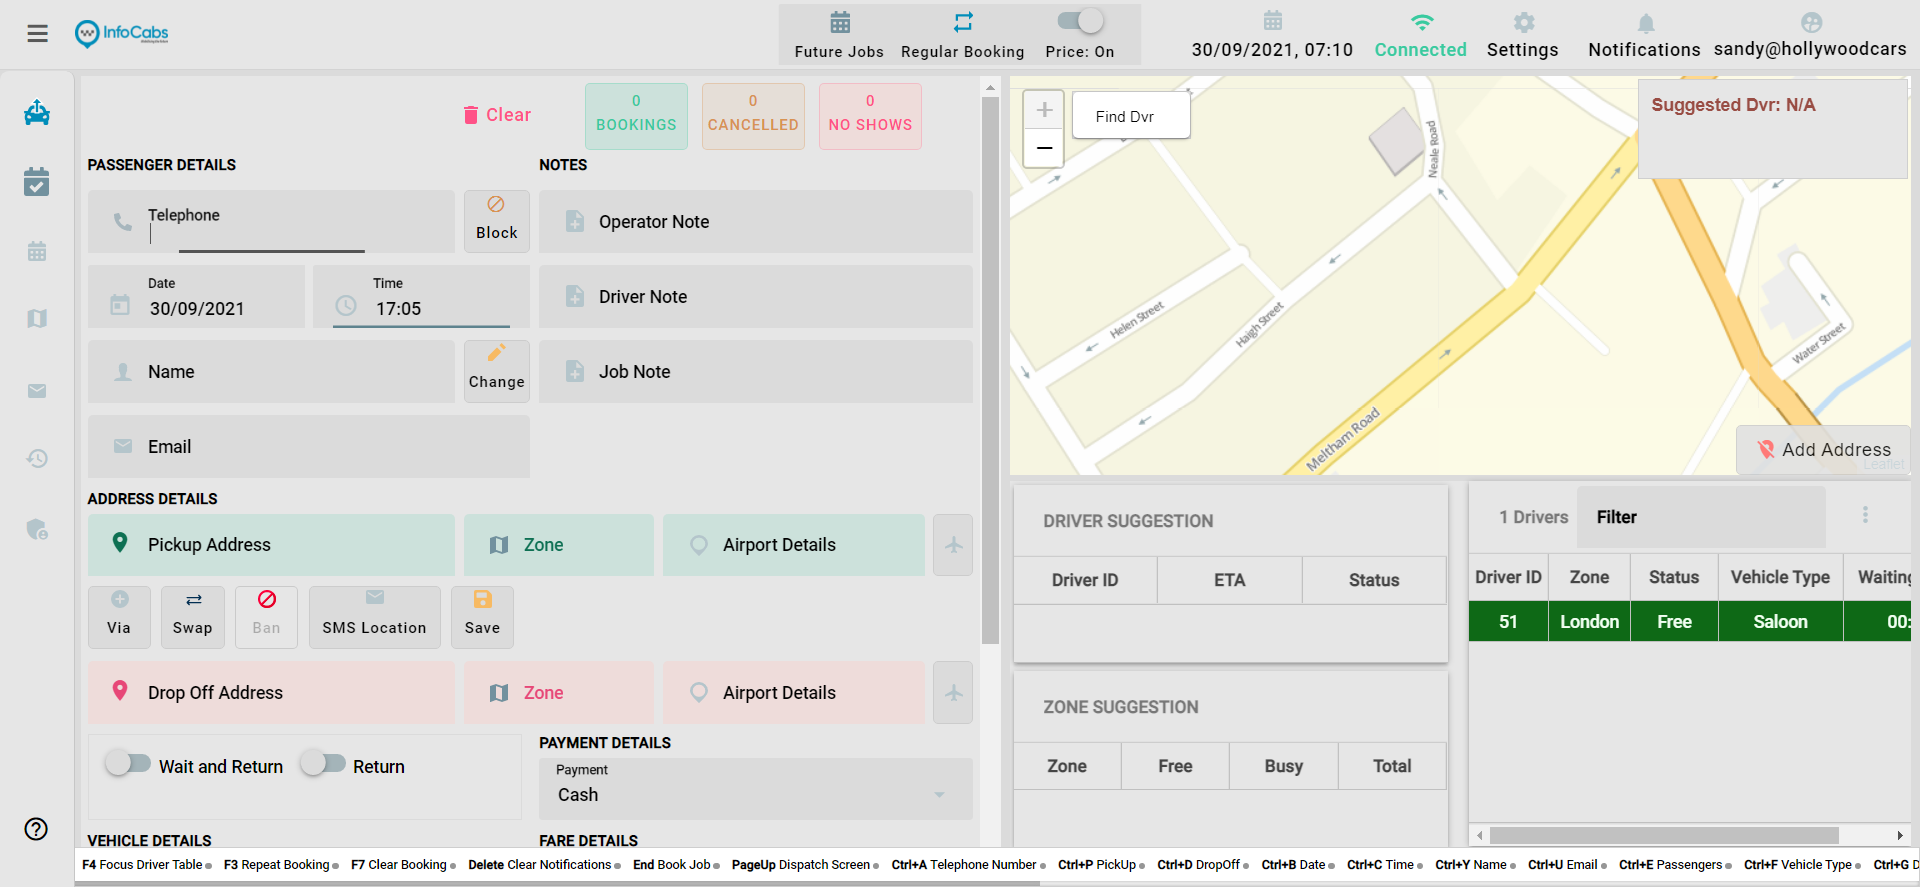 InfoCabs
Future Jobs
Regular Booking
Price: On
30/09/2021, 07:10
Connected
Settings
Notifications
sandy@hollywoodcars
Clear
0
BOOKINGS
0
CANCELLED
0
NO SHOWS
PASSENGER DETAILS
NOTES
Telephone
Block
Operator Note
Date
30/09/2021
Time
17:05
Driver Note
Name
Change
Job Note
Email
ADDRESS DETAILS
Pickup Address
Zone
Airport Details
Via
Swap
Ban
SMS Location
Save
Drop Off Address
Zone
Airport Details
Wait and Return
Return
PAYMENT DETAILS
Payment
Cash
VEHICLE DETAILS
FARE DETAILS
+
Find Dvr
−
Suggested Dvr: N/A
Neale Road
Helen Street
Haigh Street
Meltham Road
Water Street
Add Address
Leaflet
DRIVER SUGGESTION
Driver ID
ETA
Status
ZONE SUGGESTION
Zone
Free
Busy
Total
1 Drivers
Filter
Driver ID
Zone
Status
Vehicle Type
Waiting
51
London
Free
Saloon
00:
F4 Focus Driver Table
F3 Repeat Booking
F7 Clear Booking
Delete Clear Notifications
End Book Job
PageUp Dispatch Screen
Ctrl+A Telephone Number
Ctrl+P PickUp
Ctrl+D DropOff
Ctrl+B Date
Ctrl+C Time
Ctrl+Y Name
Ctrl+U Email
Ctrl+E Passengers
Ctrl+F Vehicle Type
Ctrl+G D